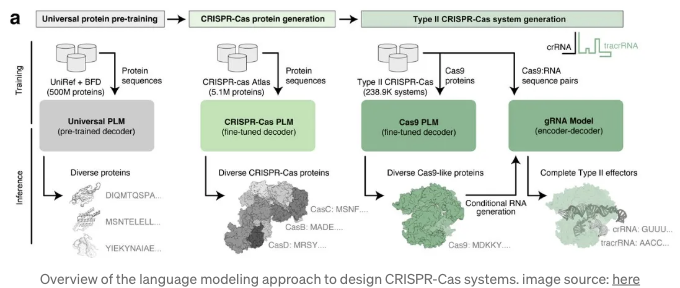 a
Universal protein pre-training
CRISPR-Cas protein generation
Type II CRISPR-Cas system generation
crRNA
tracrRNA
Training
UniRef + BFD
(500M proteins)
Protein
sequences
CRISPR-cas Atlas
(5.1M proteins)
Protein
sequences
Type II CRISPR-Cas
(238.9K systems)
Cas9
proteins
Cas9:RNA
sequence pairs
Universal PLM
(pre-trained decoder)
CRISPR-Cas PLM
(fine-tuned decoder)
Cas9 PLM
(fine-tuned decoder)
gRNA Model
(encoder-decoder)
Inference
Diverse proteins
DIQMTQSPA...
MSNTELELL...
YIEKYNAIAE...
Diverse CRISPR-Cas proteins
CasC: MSNF....
CasB: MADE....
CasD: MRSY....
Diverse Cas9-like proteins
Cas9: MDKKY....
Conditional RNA
generation
Complete Type II effectors
crRNA: GUUU...
tracrRNA: AACC...
Overview of the language modeling approach to design CRISPR-Cas systems. image source: here